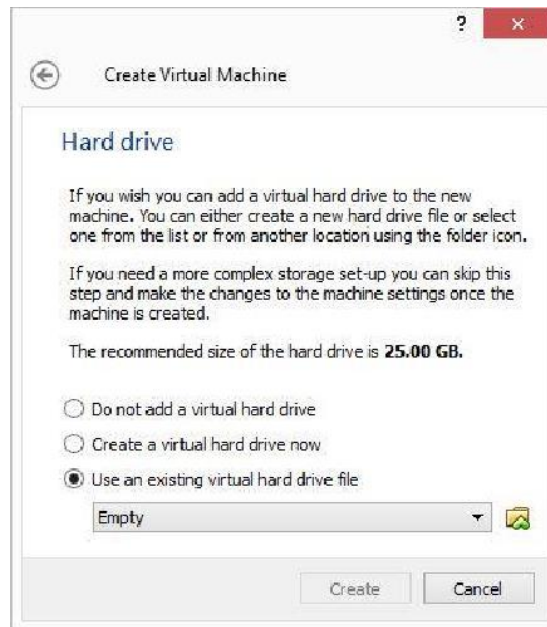 ?
Create Virtual Machine
Hard drive
If you wish you can add a virtual hard drive to the new
machine. You can either create a new hard drive file or select
one from the list or from another location using the folder icon.
If you need a more complex storage set-up you can skip this
step and make the changes to the machine settings once the
machine is created.
The recommended size of the hard drive is 25.00 GB.
Do not add a virtual hard drive
Create a virtual hard drive now
Use an existing virtual hard drive file
Empty
Create Cancel